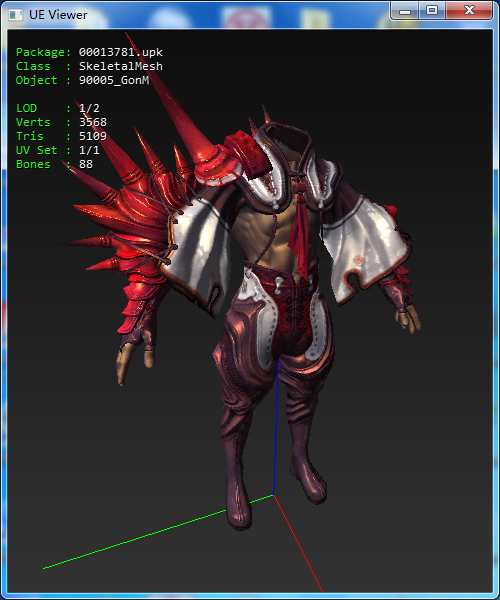 UE Viewer
Package: 00013781.upk
Class : SkeletalMesh
Object : 90005_GonM
LOD : 1/2
Verts : 3568
Tris : 5109
UV Set : 1/1
Bones : 88